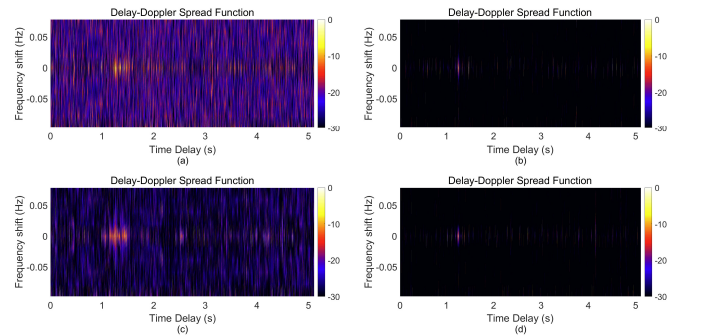 Delay-Doppler Spread Function
0.05
0
-0.05
Frequency shift (Hz)
0 1 2 3 4 5
Time Delay (s)
(a)
0
-10
-20
-30
Delay-Doppler Spread Function
0.05
0
-0.05
Frequency shift (Hz)
0 1 2 3 4 5
Time Delay (s)
(b)
0
-10
-20
-30
Delay-Doppler Spread Function
0.05
0
-0.05
Frequency shift (Hz)
0 1 2 3 4 5
Time Delay (s)
(c)
0
-10
-20
-30
Delay-Doppler Spread Function
0.05
0
-0.05
Frequency shift (Hz)
0 1 2 3 4 5
Time Delay (s)
(d)
0
-10
-20
-30